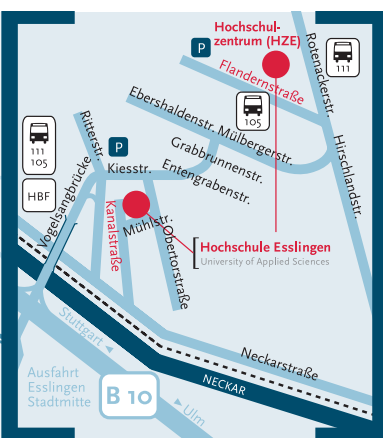 Hochschul-
zentrum (HZE)
P
Flandernstraße
Rotenackerstr.
111
Ebershaldenstr.
Mülbergerstr.
105
Hirschlandstr.
Grabbrunnenstr.
Entengrabenstr.
Ritterstr.
P
Kiesstr.
111
105
HBF
Vogelsangbrücke
Kanalstraße
Mühlstr.
Obertorstraße
Hochschule Esslingen
University of Applied Sciences
Stuttgart
Neckarstraße
NECKAR
Ausfahrt
Esslingen
Stadtmitte
B 10
Ulm